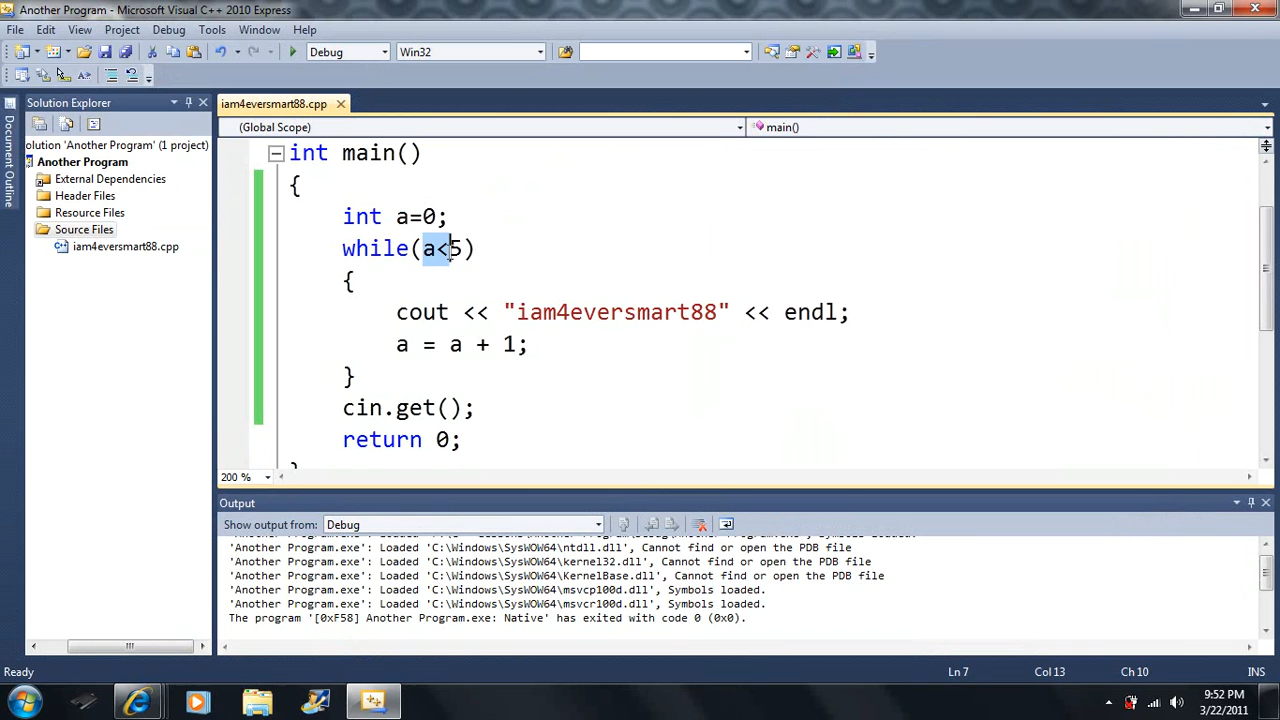 Another Program - Microsoft Visual C++ 2010 Express
File Edit View Project Debug Tools Window Help
Debug Win32
Solution Explorer
iam4eversmart88.cpp
(Global Scope) main()
olution 'Another Program' (1 project)
Another Program
External Dependencies
Header Files
Resource Files
Source Files
iam4eversmart88.cpp
Document Outline
int main()
{
int a=0;
while(a<5)
{
cout << "iam4eversmart88" << endl;
a = a + 1;
}
cin.get();
return 0;
}
200 %
Output
Show output from: Debug
'Another Program.exe': Loaded 'C:\Windows\SysWOW64\ntdll.dll', Cannot find or open the PDB file
'Another Program.exe': Loaded 'C:\Windows\SysWOW64\kernel32.dll', Cannot find or open the PDB file
'Another Program.exe': Loaded 'C:\Windows\SysWOW64\KernelBase.dll', Cannot find or open the PDB file
'Another Program.exe': Loaded 'C:\Windows\SysWOW64\msvcp100d.dll', Symbols loaded.
'Another Program.exe': Loaded 'C:\Windows\SysWOW64\msvcr100d.dll', Symbols loaded.
The program '[0xF58] Another Program.exe: Native' has exited with code 0 (0x0).
Ready Ln 7 Col 13 Ch 10 INS
9:52 PM
3/22/2011